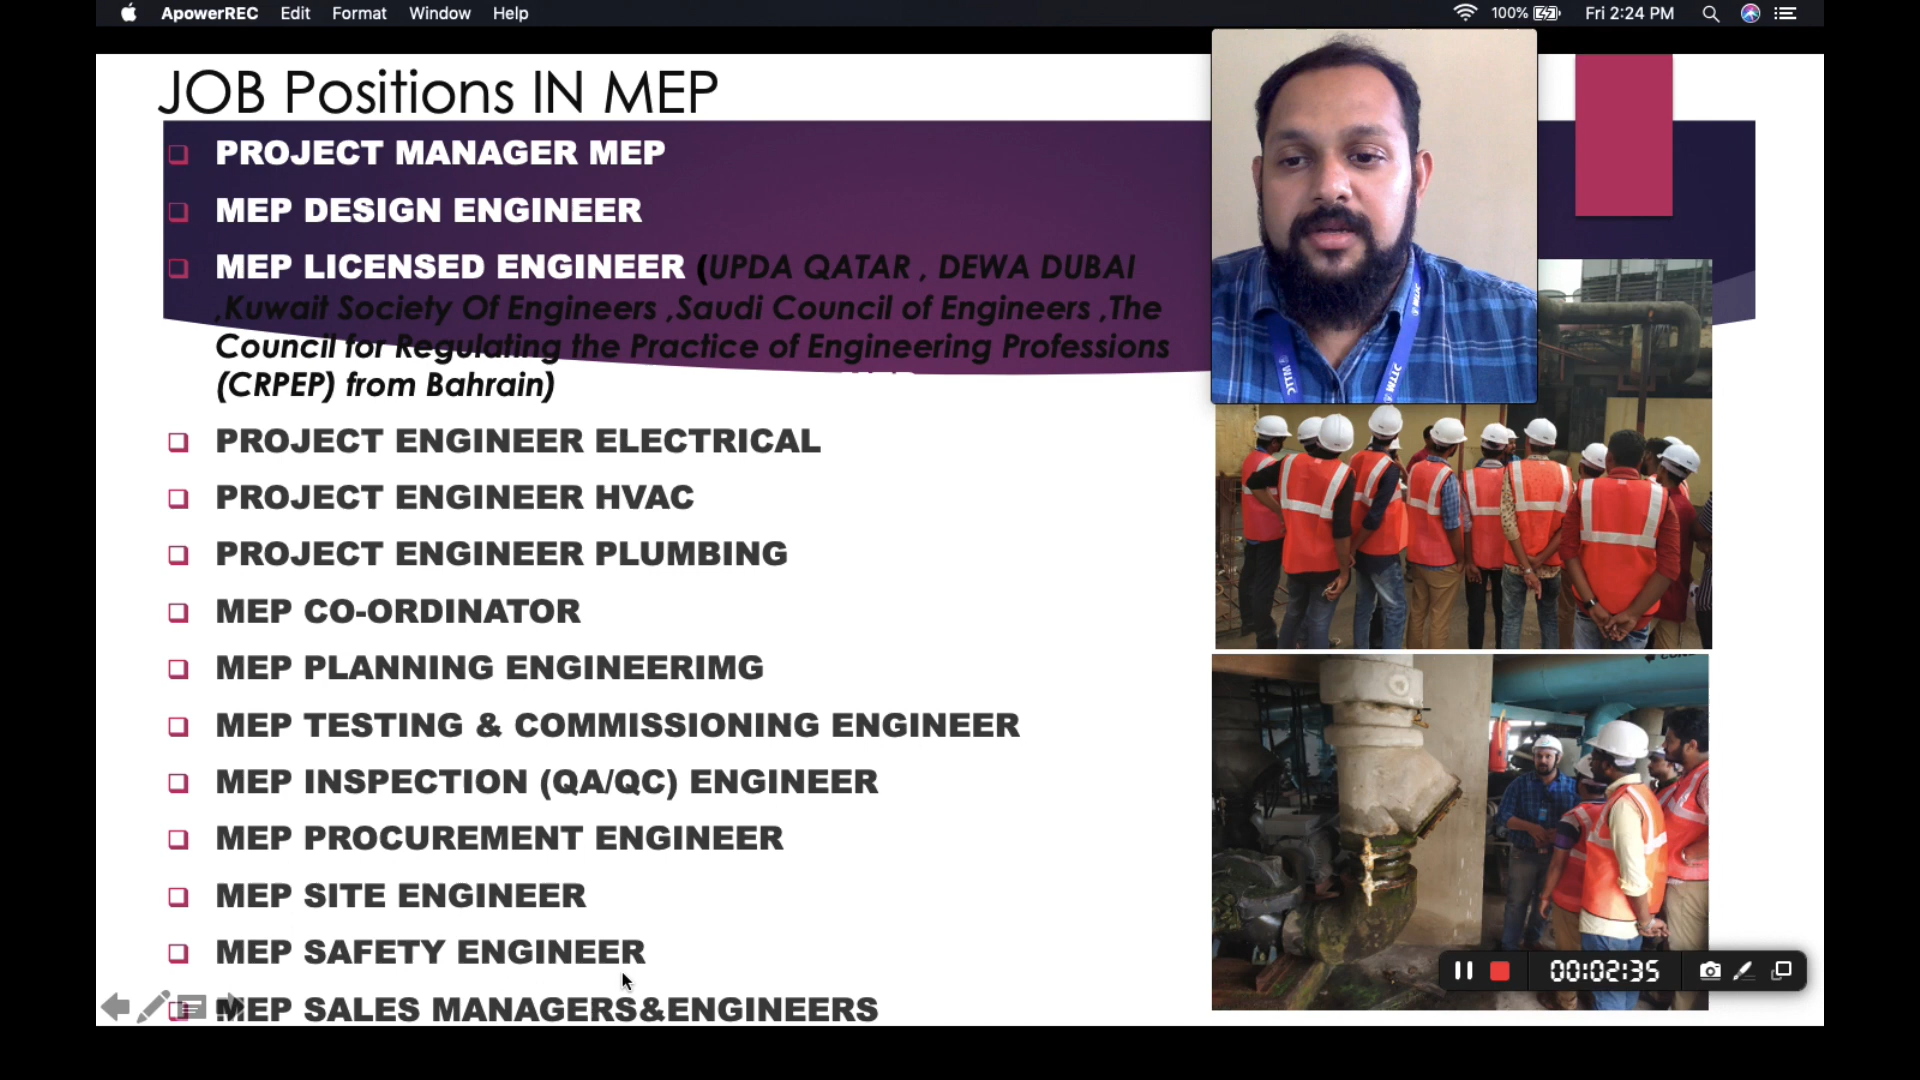 ApowerREC Edit Format Window Help
100% Fri 2:24 PM
JOB Positions IN MEP
PROJECT MANAGER MEP
MEP DESIGN ENGINEER
MEP LICENSED ENGINEER (UPDA QATAR , DEWA DUBAI
,Kuwait Society Of Engineers ,Saudi Council of Engineers ,The
Council for Regulating the Practice of Engineering Professions
(CRPEP) from Bahrain)
PROJECT ENGINEER ELECTRICAL
PROJECT ENGINEER HVAC
PROJECT ENGINEER PLUMBING
MEP CO-ORDINATOR
MEP PLANNING ENGINEERIMG
MEP TESTING & COMMISSIONING ENGINEER
MEP INSPECTION (QA/QC) ENGINEER
MEP PROCUREMENT ENGINEER
MEP SITE ENGINEER
MEP SAFETY ENGINEER
MEP SALES MANAGERS&ENGINEERS
00:02:35